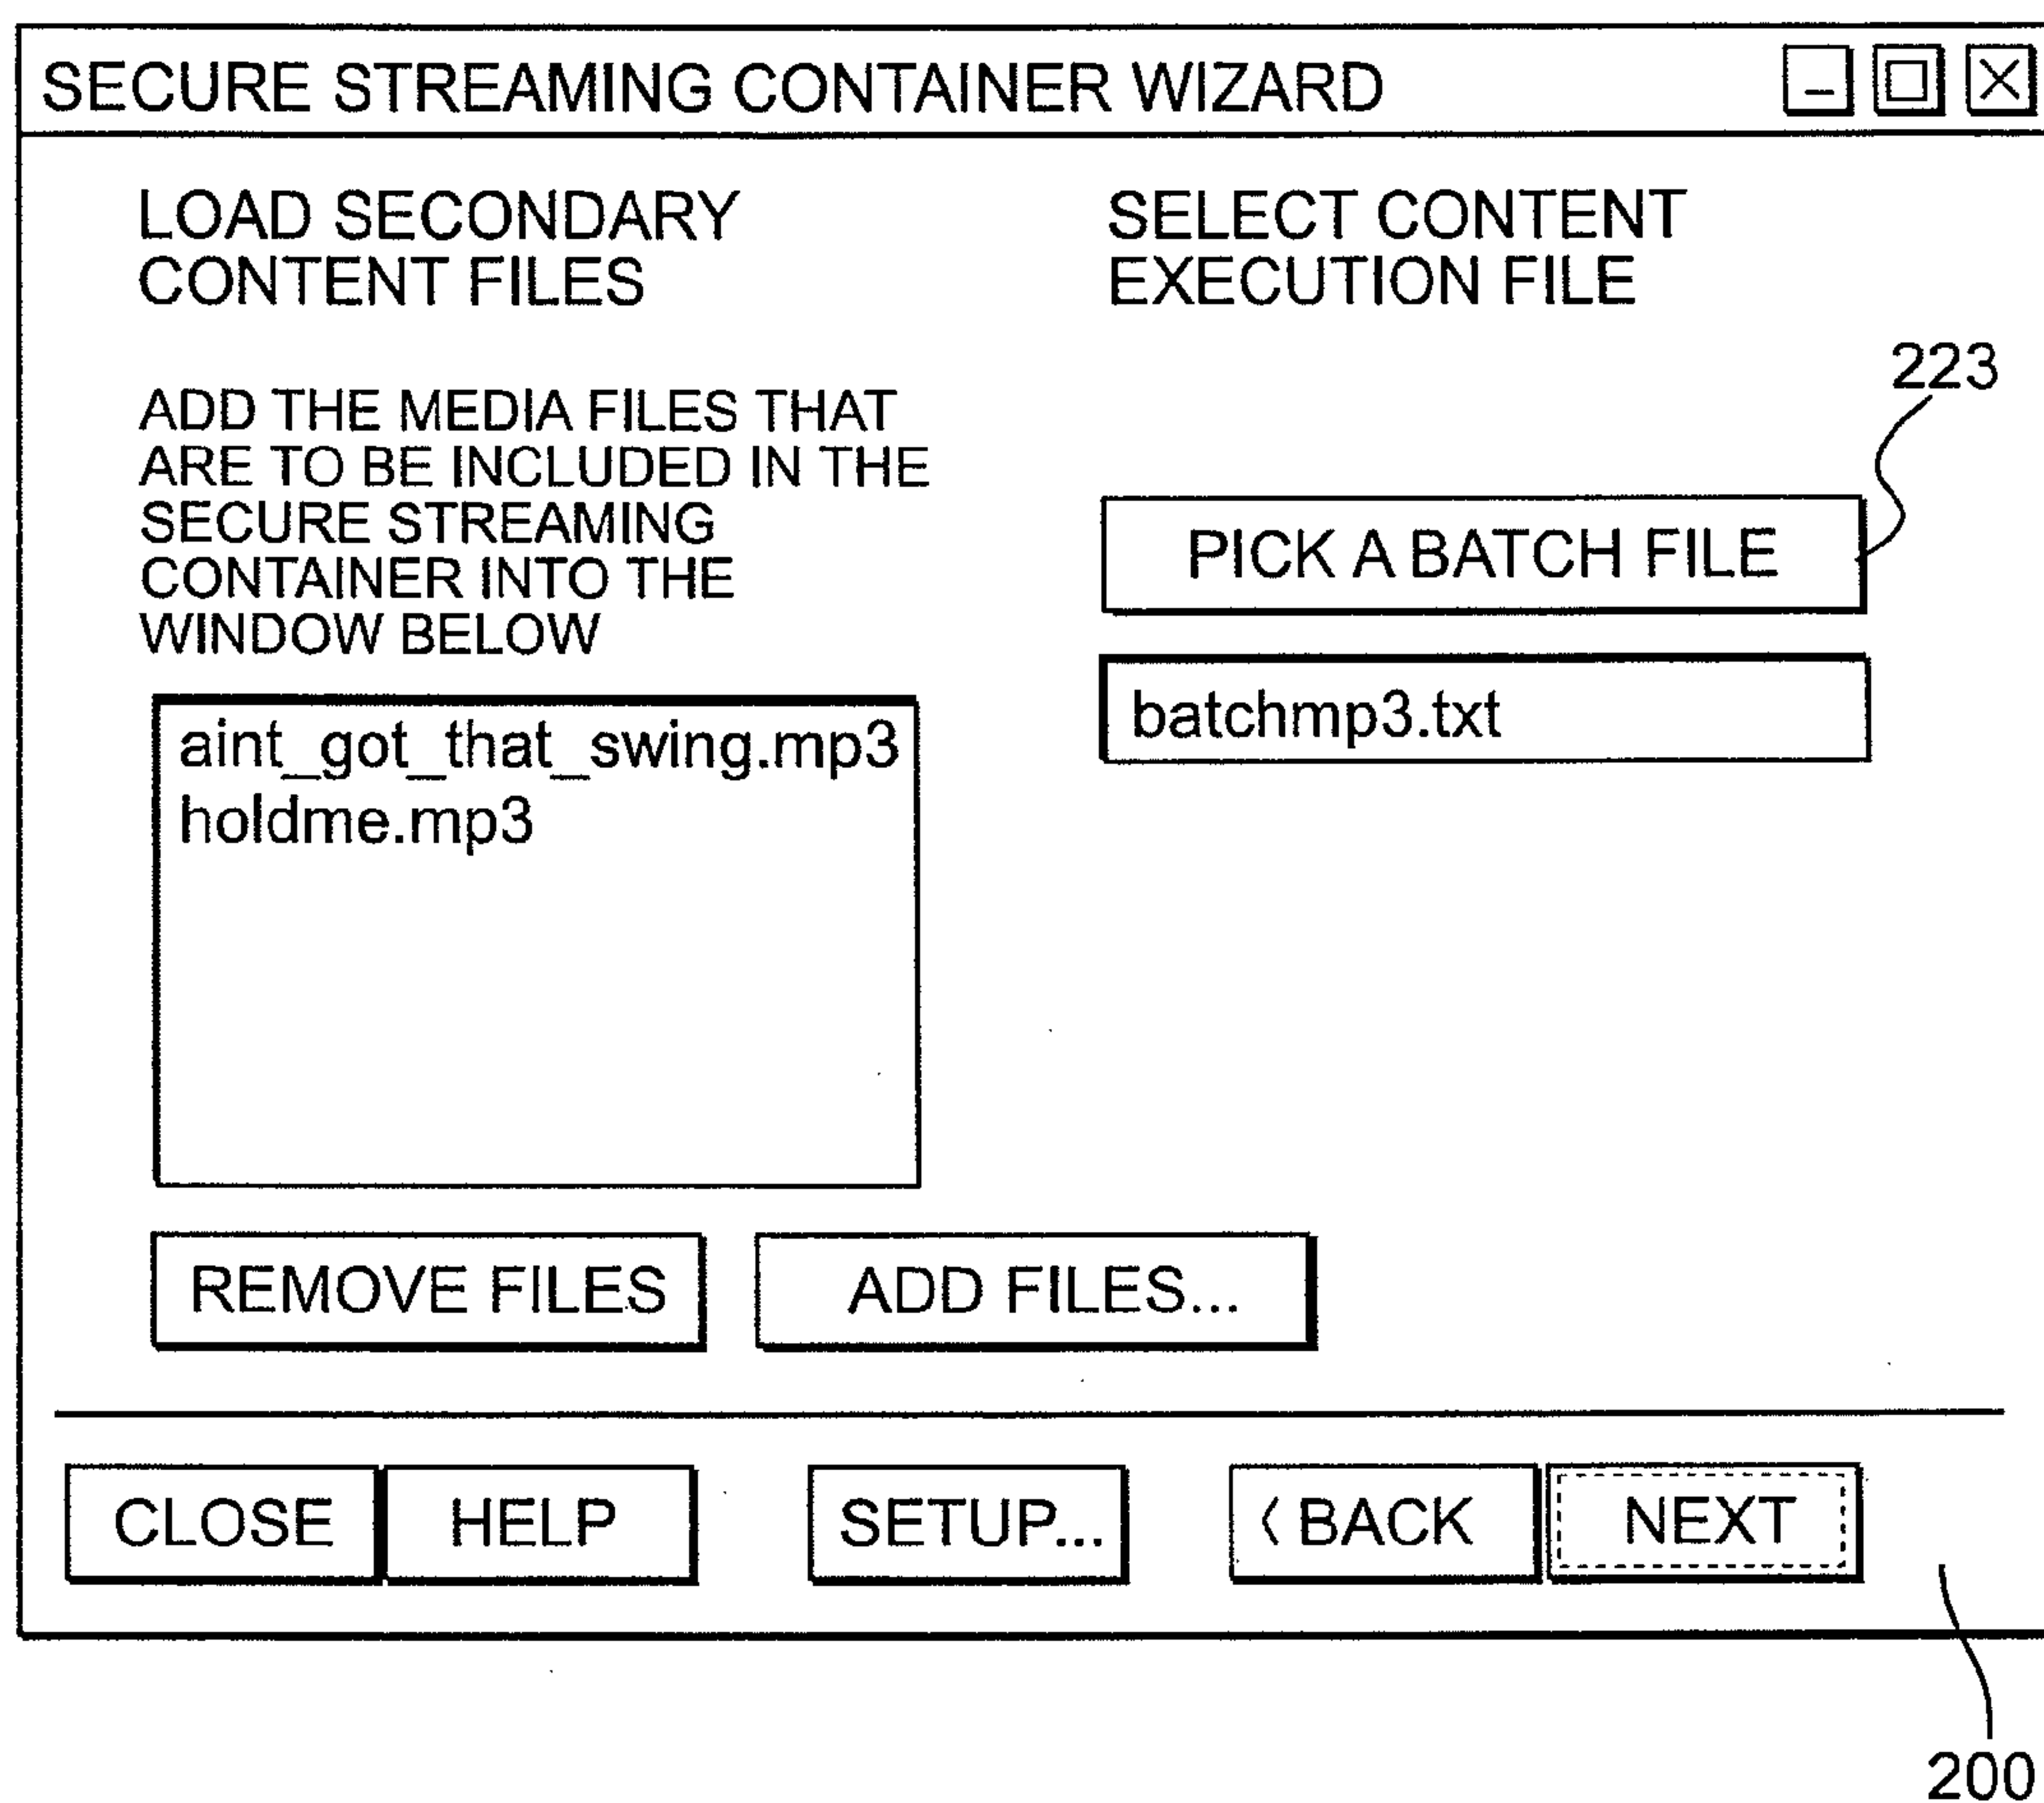 SECURE STREAMING CONTAINER WIZARD
LOAD SECONDARY
CONTENT FILES
ADD THE MEDIA FILES THAT
ARE TO BE INCLUDED IN THE
SECURE STREAMING
CONTAINER INTO THE
WINDOW BELOW
aint_got_that_swing.mp3
holdme.mp3
SELECT CONTENT
EXECUTION FILE
223
PICK A BATCH FILE
batchmp3.txt
REMOVE FILES
ADD FILES...
CLOSE
HELP
SETUP...
〈 BACK
NEXT
200